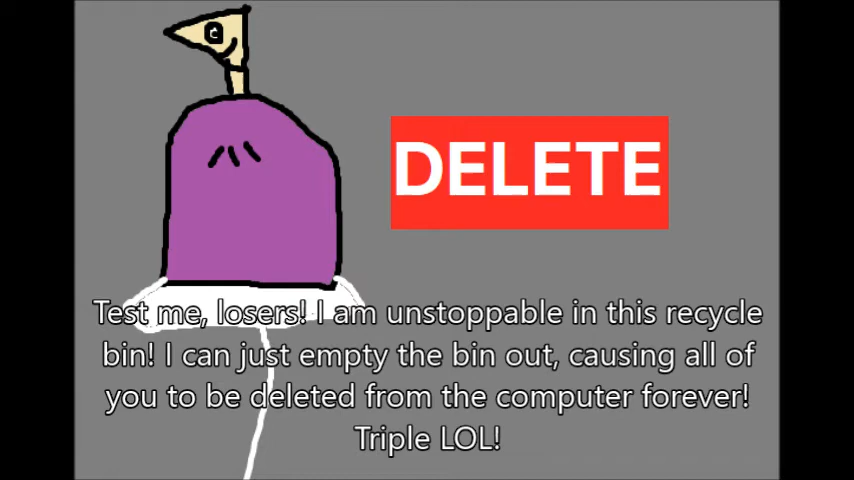 DELETE
Test me, losers! I am unstoppable in this recycle
bin! I can just empty the bin out, causing all of
you to be deleted from the computer forever!
Triple LOL!